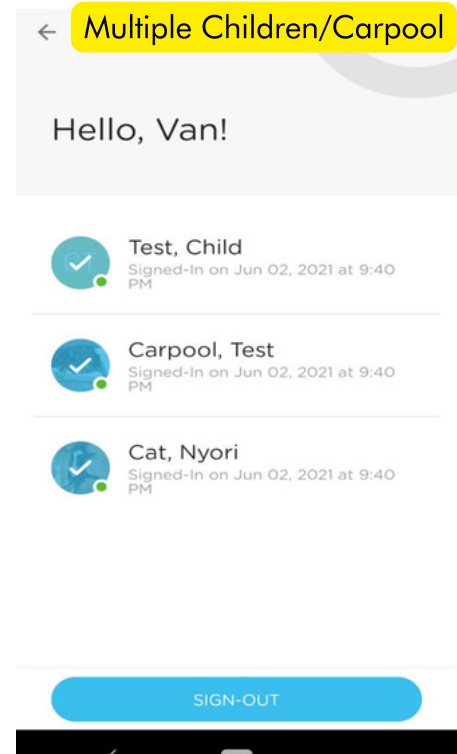 Multiple Children/Carpool
Hello, Van!
Test, Child
Signed-In on Jun 02, 2021 at 9:40
PM
Carpool, Test
Signed-In on Jun 02, 2021 at 9:40
PM
Cat, Nyori
Signed-In on Jun 02, 2021 at 9:40
PM
SIGN-OUT